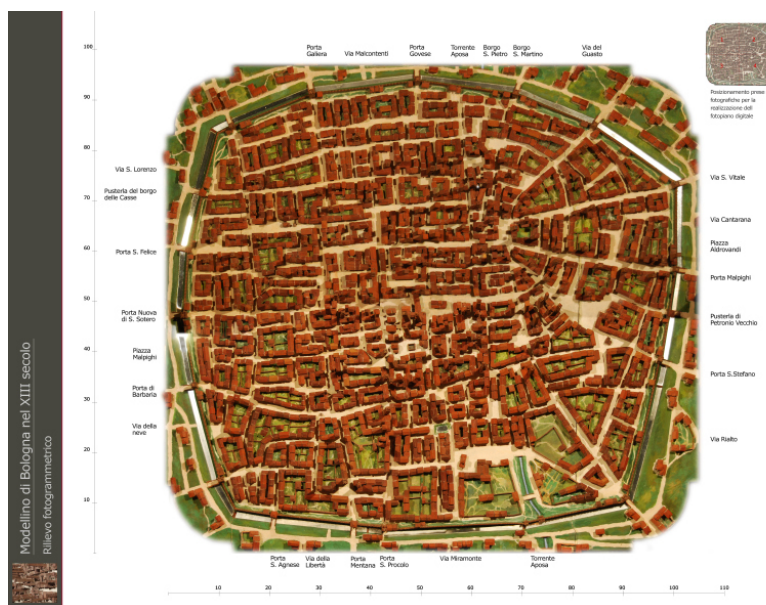 Modellino di Bologna nel XIII secolo
Rilievo fotogrammetrico
100
90
80
70
60
50
40
30
20
10
Porta
Galiera
Via Malcontenti
Porta
Govese
Torrente
Aposa
Borgo
S. Pietro
Borgo
S. Martino
Via del
Guasto
Posizionamento prese
fotografiche per la
realizzazione dell
fotopiano digitale
Via S. Lorenzo
Pusterla del borgo
delle Casse
Porta S. Felice
Porta Nuova
di S. Sotero
Piazza
Malpighi
Porta di
Barbaria
Via della
neve
Via S. Vitale
Via Cantarana
Piazza
Aldrovandi
Porta Malpighi
Pusterla di
Petronio Vecchio
Porta S.Stefano
Via Rialto
Porta
S. Agnese
Via della
Libertà
Porta
Mentana
Porta
S. Procolo
Via Miramonte
Torrente
Aposa
10
20
30
40
50
60
70
80
90
100
110